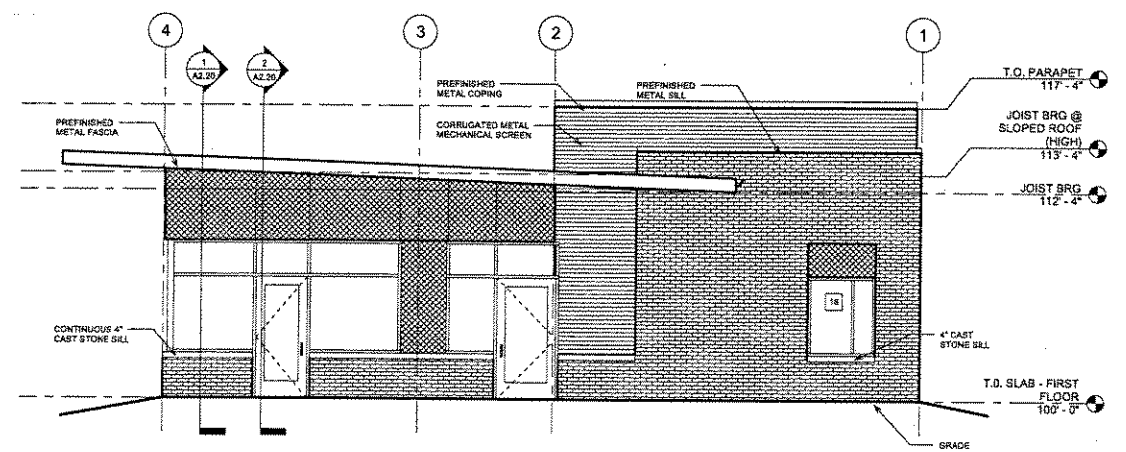 4
3
2
1
1
A2.20
2
A2.20
PREFINISHED
METAL COPING
PREFINISHED
METAL SILL
T.O. PARAPET
117' - 4"
PREFINISHED
METAL FASCIA
CORRUGATED METAL
MECHANICAL SCREEN
JOIST BRG @
SLOPED ROOF
(HIGH)
113' - 4"
JOIST BRG
112' - 4"
16
CONTINUOUS 4"
CAST STONE SILL
4" CAST
STONE SILL
T.O. SLAB - FIRST
FLOOR
100' - 0"
GRADE